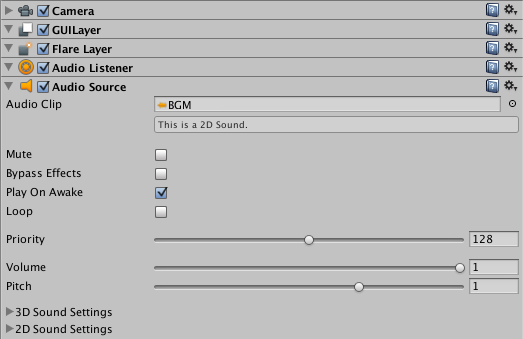 Camera
GUILayer
Flare Layer
Audio Listener
Audio Source
Audio Clip BGM
This is a 2D Sound.
Mute
Bypass Effects
Play On Awake
Loop
Priority 128
Volume 1
Pitch 1
3D Sound Settings
2D Sound Settings